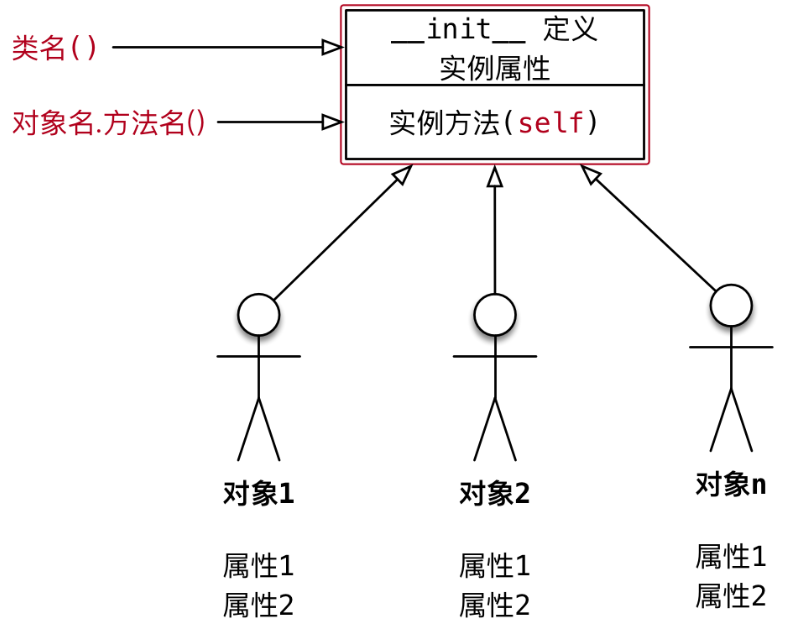 类名()
__init__ 定义
实例属性
对象名.方法名()
实例方法(self)
对象1
对象2
对象n
属性1
属性2
属性1
属性2
属性1
属性2